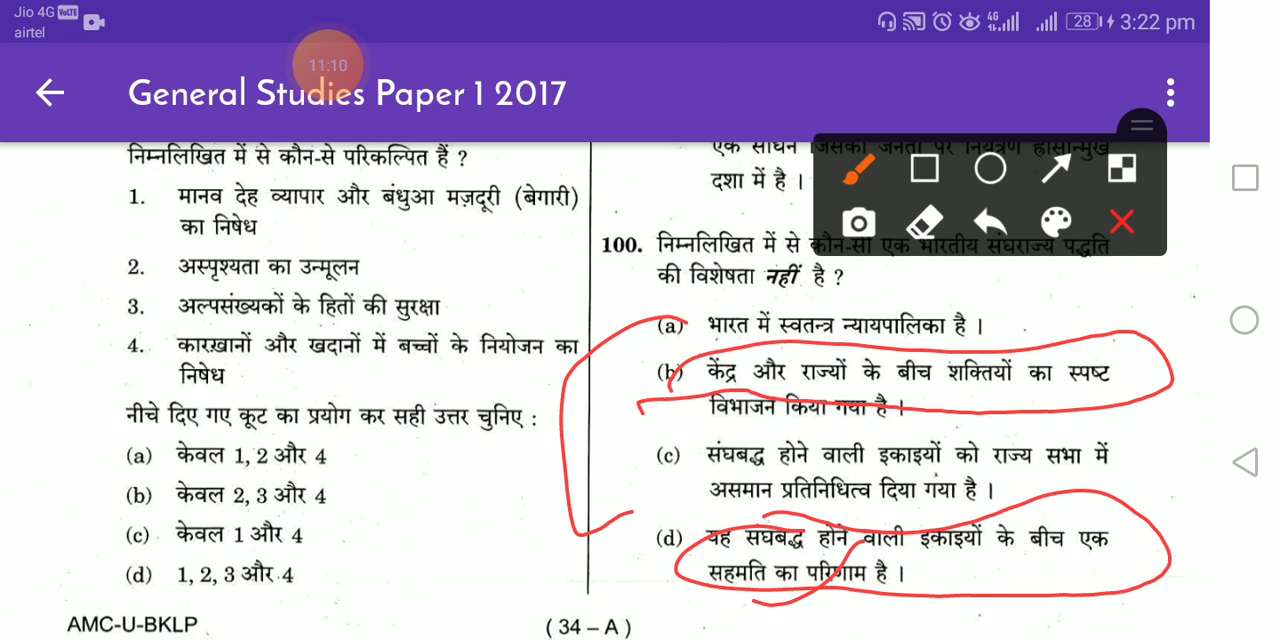 Jio 4G VoLTE
airtel
4G 28 3:22 pm
11:10
General Studies Paper 1 2017
निम्नलिखित में से कौन-से परिकल्पित हैं ?
1. मानव देह व्यापार और बंधुआ मज़दूरी (बेगारी)
का निषेध
2. अस्पृश्यता का उन्मूलन
3. अल्पसंख्यकों के हितों की सुरक्षा
4. कारख़ानों और खदानों में बच्चों के नियोजन का
निषेध
नीचे दिए गए कूट का प्रयोग कर सही उत्तर चुनिए :
(a) केवल 1, 2 और 4
(b) केवल 2, 3 और 4
(c) केवल 1 और 4
(d) 1, 2, 3 और 4
एक साधन जिसका जनता पर नियंत्रण ह्रासोन्मुख
दशा में है ।
100. निम्नलिखित में से कौन-सी एक भारतीय संघराज्य पद्धति
की विशेषता नहीं है ?
(a) भारत में स्वतन्त्र न्यायपालिका है ।
(b) केंद्र और राज्यों के बीच शक्तियों का स्पष्ट
विभाजन किया गया है ।
(c) संघबद्ध होने वाली इकाइयों को राज्य सभा में
असमान प्रतिनिधित्व दिया गया है ।
(d) यह संघबद्ध होने वाली इकाइयों के बीच एक
सहमति का परिणाम है ।
AMC-U-BKLP
( 34 – A )